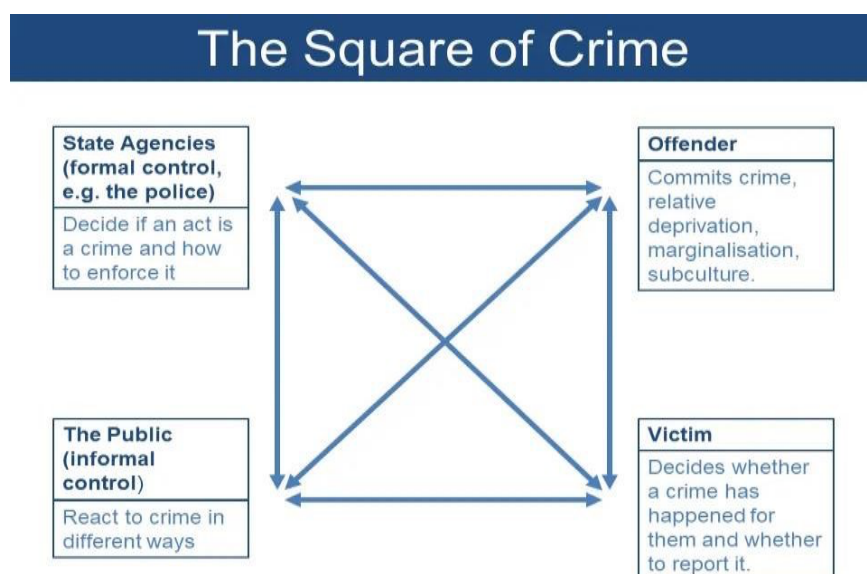 The Square of Crime
State Agencies
(formal control,
e.g. the police)
Decide if an act is
a crime and how
to enforce it
Offender
Commits crime,
relative
deprivation,
marginalisation,
subculture.
The Public
(informal
control)
React to crime in
different ways
Victim
Decides whether
a crime has
happened for
them and whether
to report it.